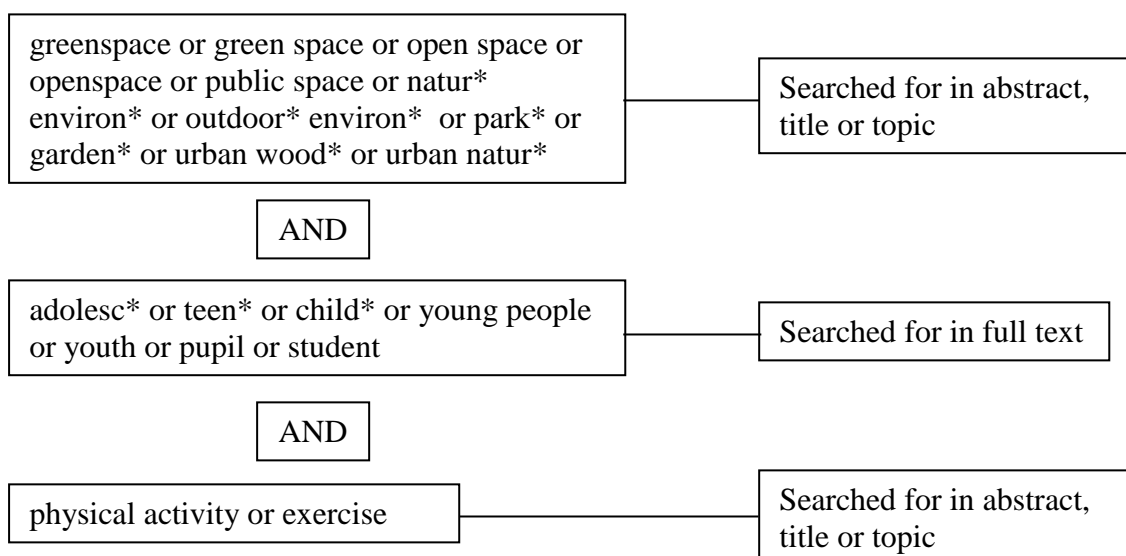 greenspace or green space or open space or
openspace or public space or natur*
environ* or outdoor* environ* or park* or
garden* or urban wood* or urban natur*
Searched for in abstract,
title or topic
AND
adolesc* or teen* or child* or young people
or youth or pupil or student
Searched for in full text
AND
physical activity or exercise
Searched for in abstract,
title or topic